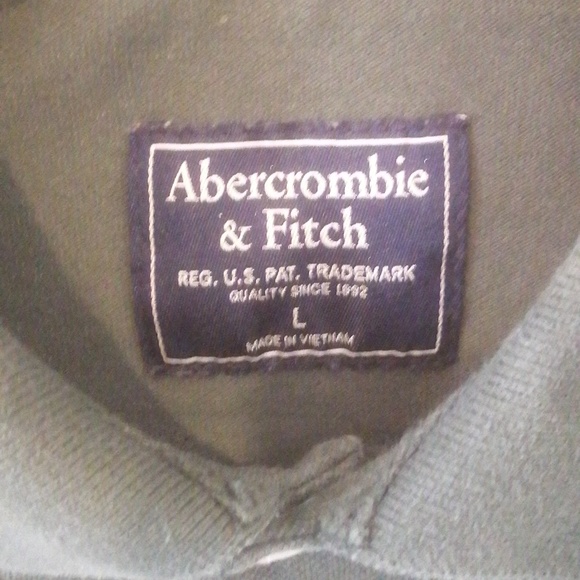 Abercrombie
& Fitch
REG. U.S. PAT. TRADEMARK
QUALITY SINCE 1892
L
MADE IN VIETNAM